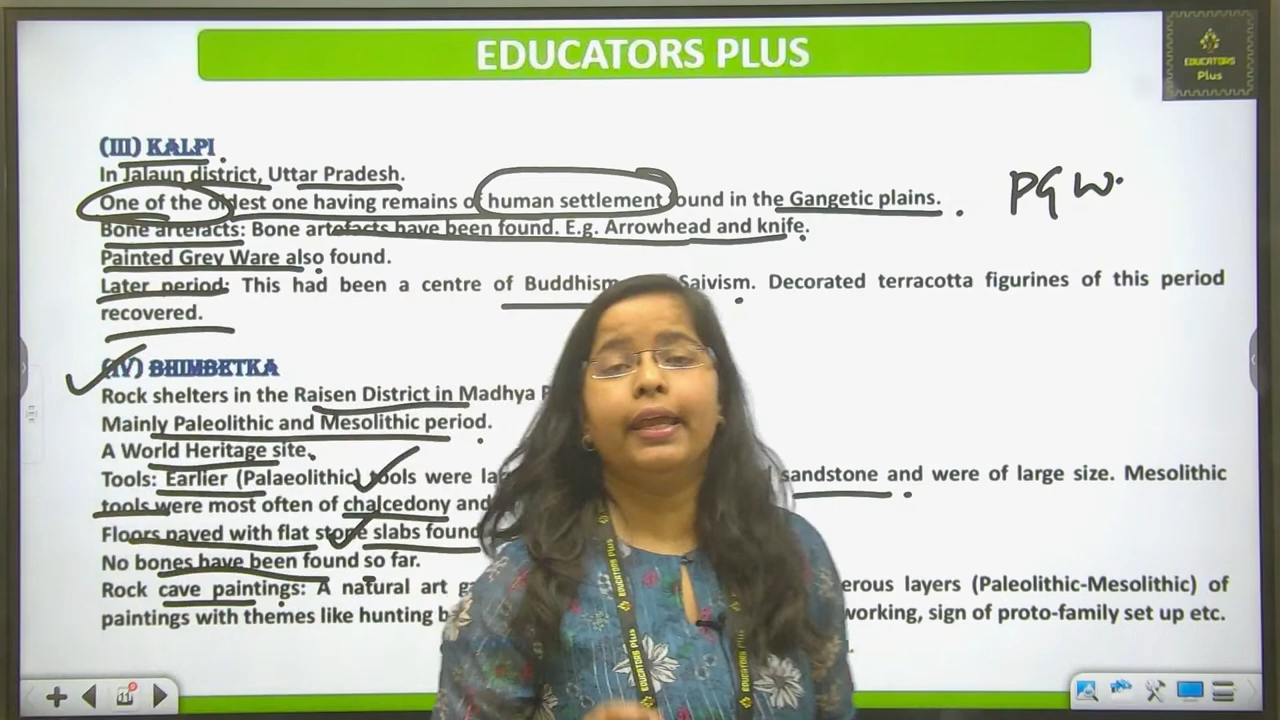 EDUCATORS PLUS
EDUCATORS
Plus
(III) KALPI
In Jalaun district, Uttar Pradesh.
PGW.
One of the oldest one having remains of human settlement found in the Gangetic plains.
Bone artefacts: Bone artefacts have been found. E.g. Arrowhead and knife.
Painted Grey Ware also found.
Later period: This had been a centre of Buddhism Saivism. Decorated terracotta figurines of this period
recovered.
(IV) BHIMBETKA
Rock shelters in the Raisen District in Madhya
Mainly Paleolithic and Mesolithic period.
A World Heritage site.
Tools: Earlier (Palaeolithic) tools were sandstone and were of large size. Mesolithic
tools were most often of chalcedony and
Floors paved with flat stone slabs found
No bones have been found so far.
Rock cave paintings: A natural art layers (Paleolithic-Mesolithic) of
paintings with themes like hunting working, sign of proto-family set up etc.
11
EDUCATORS PLUS
EDUCATORS Plus